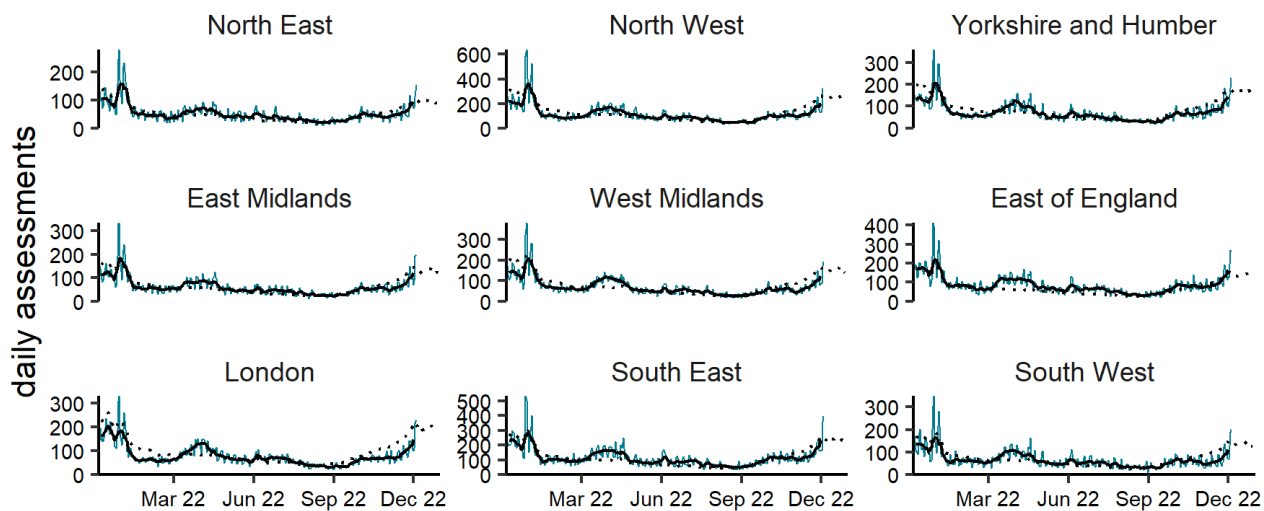 North East
North West
Yorkshire and Humber
200
100
0
600
400
200
0
300
200
100
0
East Midlands
West Midlands
East of England
daily assessments
300
200
100
0
300
200
100
0
400
300
200
100
0
London
South East
South West
300
200
100
0
500
400
300
200
100
0
300
200
100
0
Mar 22 Jun 22 Sep 22 Dec 22
Mar 22 Jun 22 Sep 22 Dec 22
Mar 22 Jun 22 Sep 22 Dec 22